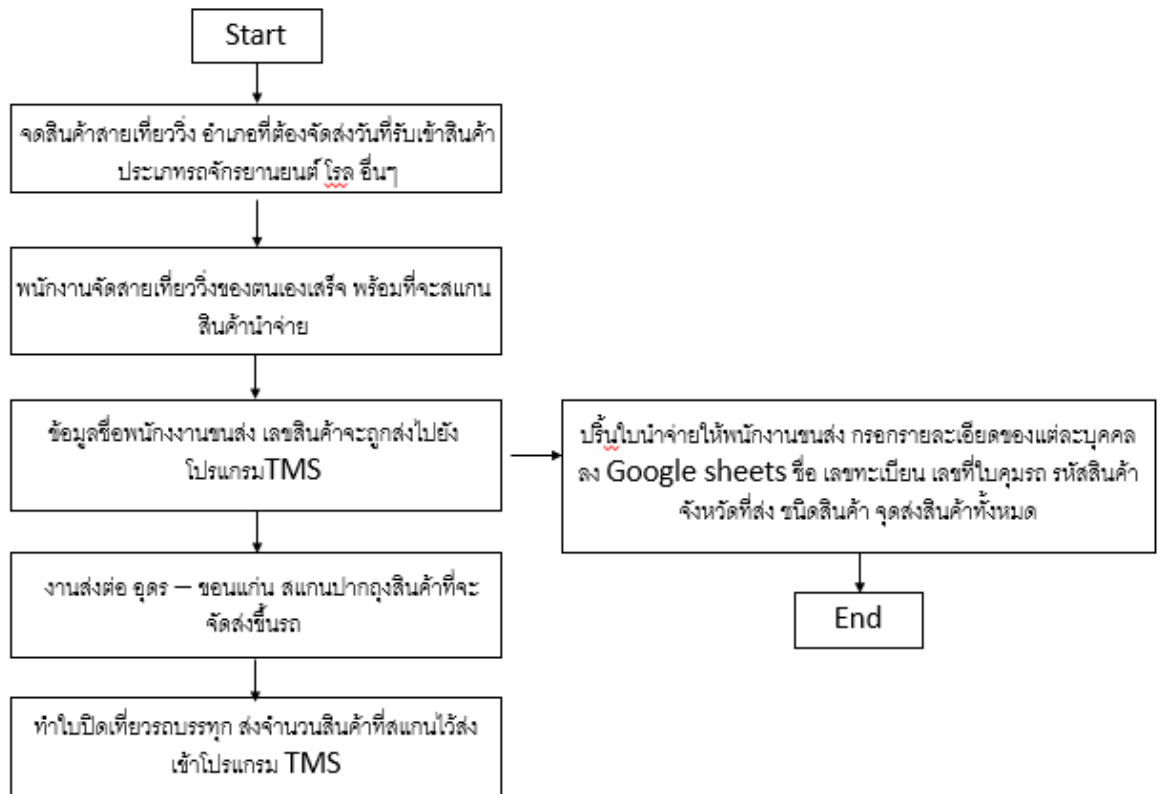 Start
จดสินค้าสายเที่ยววิ่ง อำเภอที่ต้องจัดส่งวันที่รับเข้าสินค้า
ประเภทรถจักรยานยนต์ โรล อื่นๆ
พนักงานจัดสายเที่ยววิ่งของตนเองเสร็จ พร้อมที่จะสแกน
สินค้านำจ่าย
ข้อมูลชื่อพนักงงานขนส่ง เลขสินค้าจะถูกส่งไปยัง
โปรแกรมTMS
ปริ้นใบนำจ่ายให้พนักงานขนส่ง กรอกรายละเอียดของแต่ละบุคคล
ลง Google sheets ชื่อ เลขทะเบียน เลขที่ใบคุมรถ รหัสสินค้า
จังหวัดที่ส่ง ชนิดสินค้า จุดส่งสินค้าทั้งหมด
งานส่งต่อ อุดร – ขอนแก่น สแกนปากถุงสินค้าที่จะ
จัดส่งขึ้นรถ
End
ทำใบปิดเที่ยวรถบรรทุก ส่งจำนวนสินค้าที่สแกนไว้ส่ง
เข้าโปรแกรม TMS